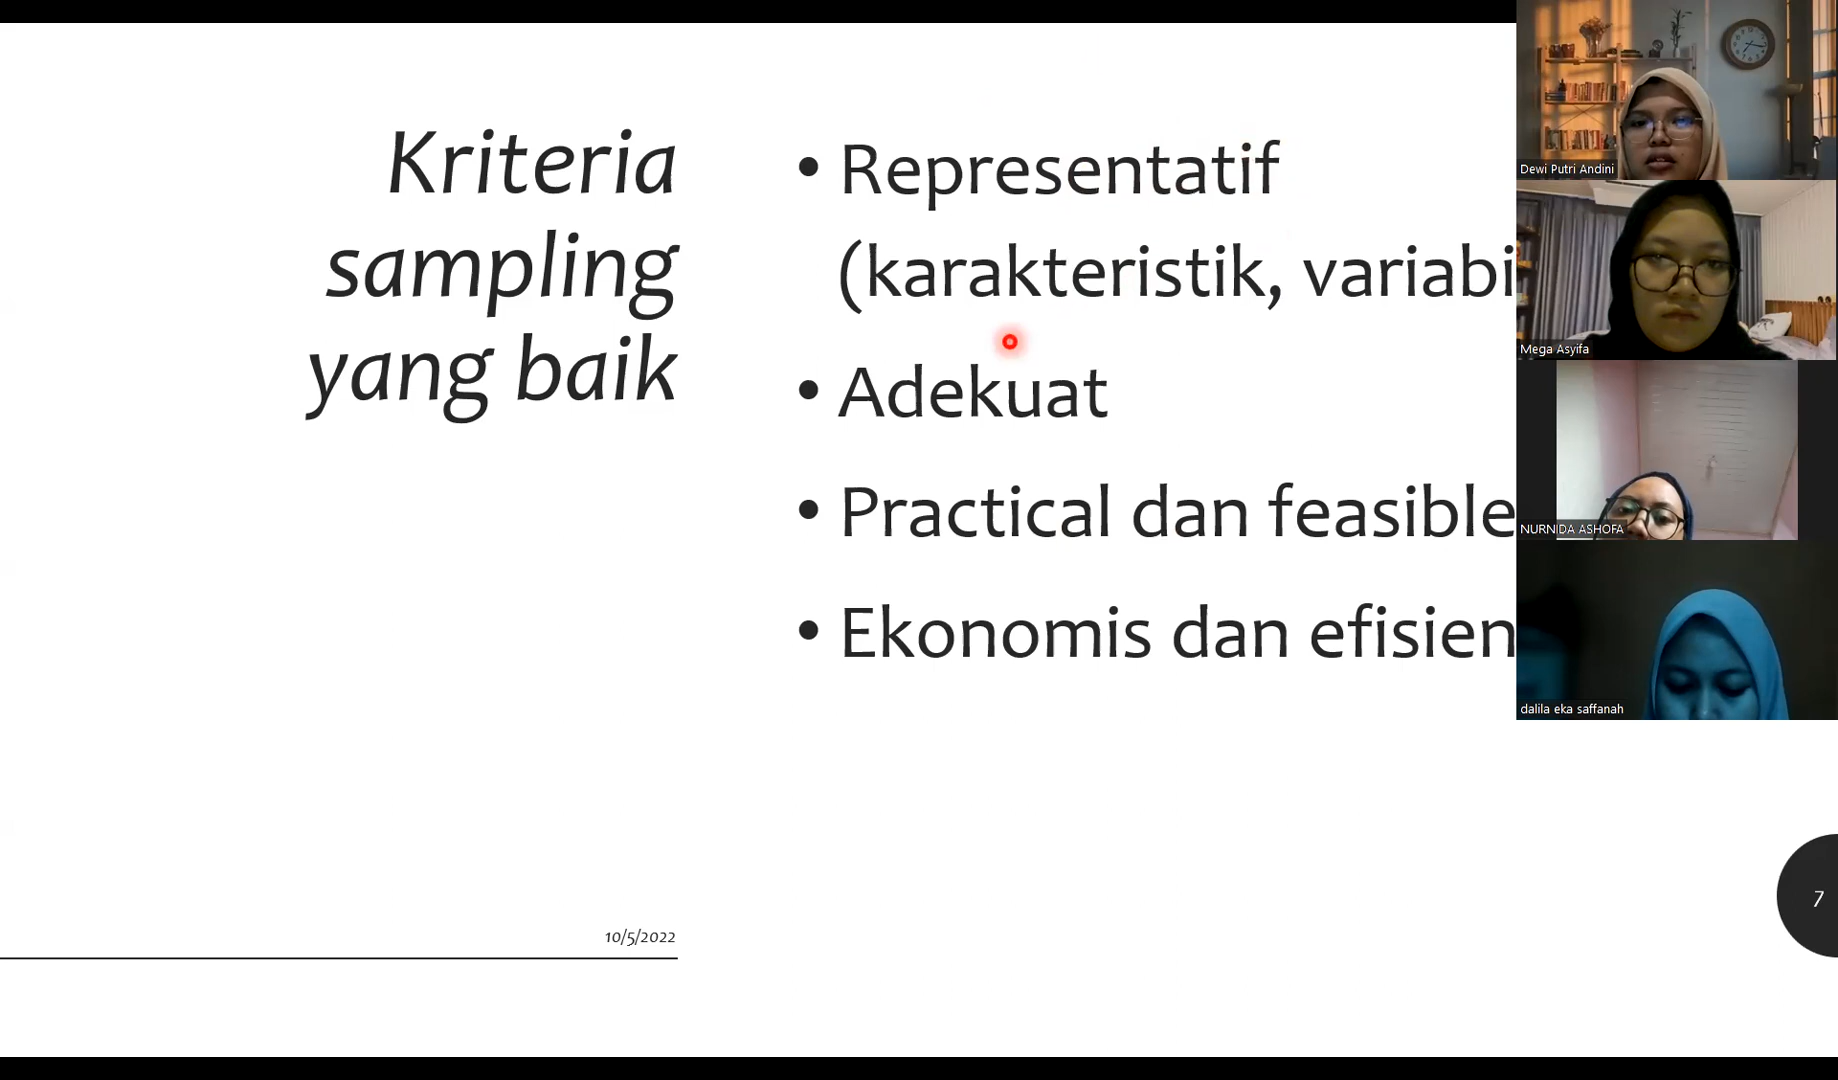 Kriteria
sampling
yang baik
• Representatif
(karakteristik, variabi
• Adekuat
• Practical dan feasible
• Ekonomis dan efisien
10/5/2022
7
Dewi Putri Andini
Mega Asyifa
NURNIDA ASHOFA
dalila eka saffanah